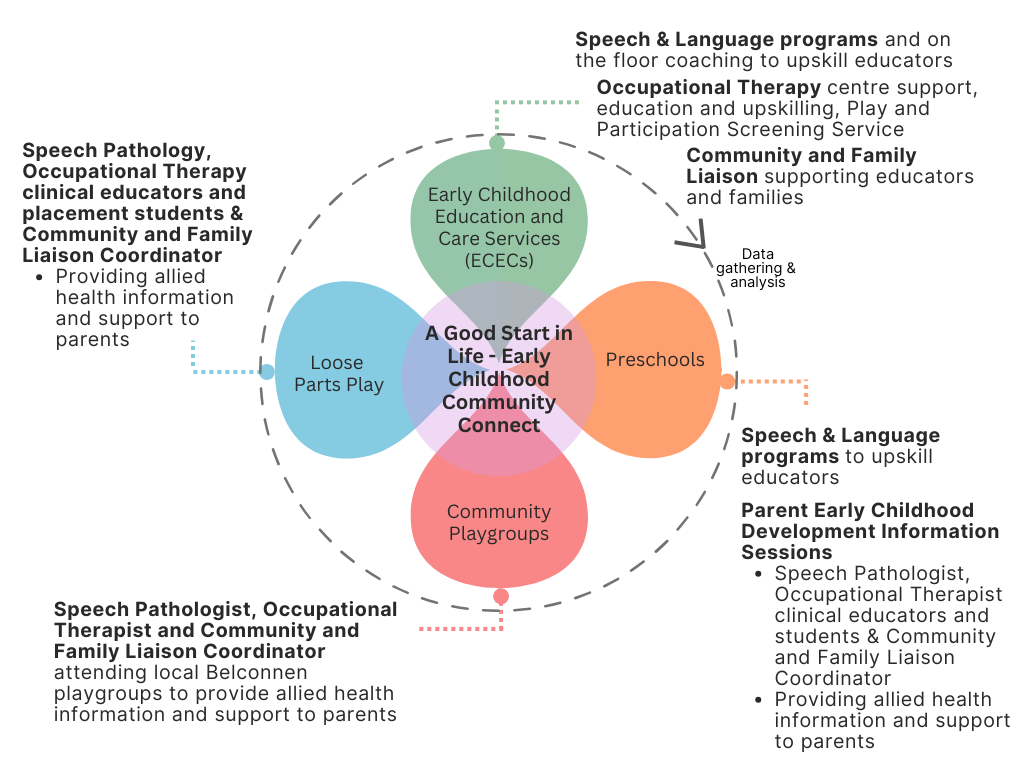 Speech & Language programs and on
the floor coaching to upskill educators
Occupational Therapy centre support,
education and upskilling, Play and
Participation Screening Service
Community and Family
Liaison supporting educators
and families
Data
gathering &
analysis
Speech Pathology,
Occupational Therapy
clinical educators and
placement students &
Community and Family
Liaison Coordinator
• Providing allied
health information
and support to
parents
Early Childhood
Education and
Care Services
(ECECs)
Loose
Parts Play
A Good Start in
Life - Early
Childhood
Community
Connect
Preschools
Community
Playgroups
Speech & Language
programs to upskill
educators
Parent Early Childhood
Development Information
Sessions
• Speech Pathologist,
Occupational Therapist
clinical educators and
students & Community
and Family Liaison
Coordinator
• Providing allied health
information and support
to parents
Speech Pathologist, Occupational
Therapist and Community and
Family Liaison Coordinator
attending local Belconnen
playgroups to provide allied health
information and support to parents